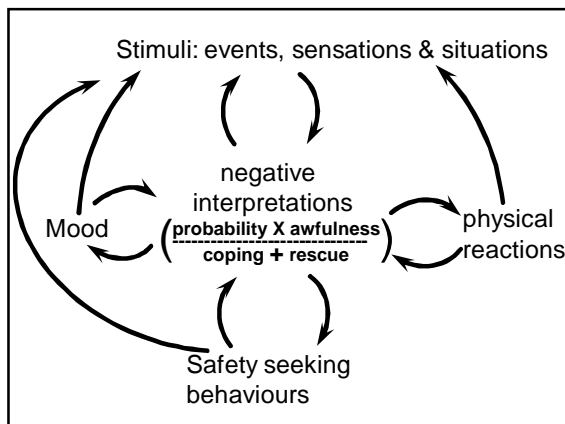 Stimuli: events, sensations & situations
negative
interpretations
Mood
(probability X awfulness
coping + rescue)
physical
reactions
Safety seeking
behaviours